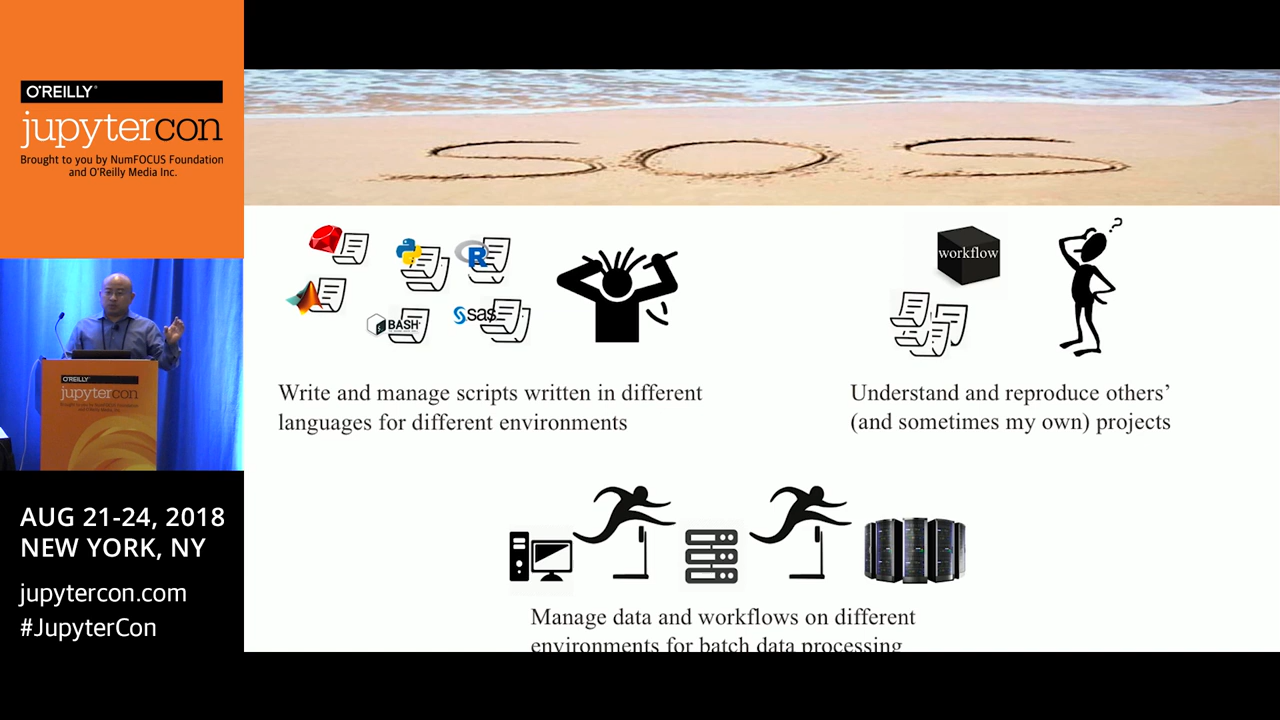 O'REILLY®
jupytercon
Brought to you by NumFOCUS Foundation
and O'Reilly Media Inc.
O'REILLY
jupytercon
AUG 21-24, 2018
NEW YORK, NY
jupytercon.com
#JupyterCon
SOS
R
BASH
sas
Write and manage scripts written in different
languages for different environments
workflow
?
Understand and reproduce others'
(and sometimes my own) projects
Manage data and workflows on different
environments for batch data processing